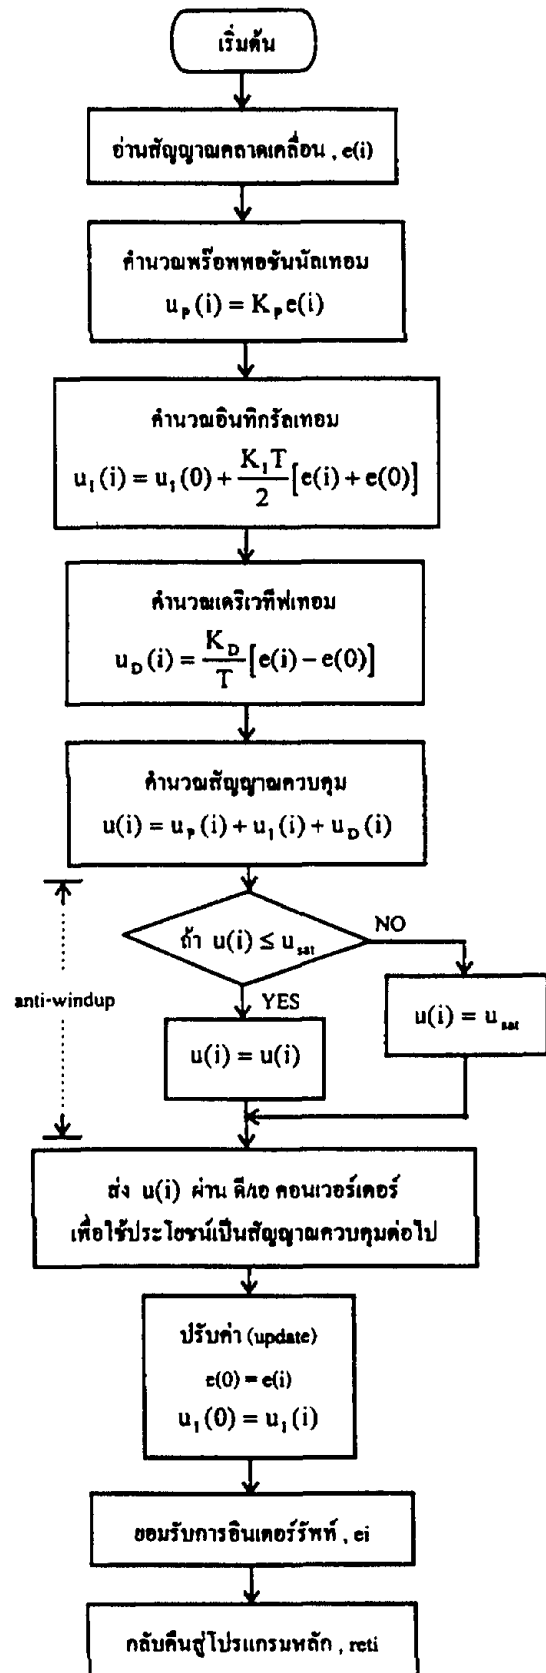 เริ่มต้น
อ่านสัญญาณคลาดเคลื่อน , e(i)
คำนวณพร๊อพพอชันนัลเทอม
u_P(i) = K_P e(i)
คำนวณอินทิกรัลเทอม
u_I(i) = u_I(0) + \frac{K_I T}{2} [e(i) + e(0)]
คำนวณเดริเวทีฟเทอม
u_D(i) = \frac{K_D}{T} [e(i) − e(0)]
คำนวณสัญญาณควบคุม
u(i) = u_P(i) + u_I(i) + u_D(i)
ถ้า u(i) ≤ u_sat
NO
YES
anti-windup
u(i) = u_sat
u(i) = u(i)
ส่ง u(i) ผ่าน ดี/เอ คอนเวอร์เตอร์
เพื่อใช้ประโยชน์เป็นสัญญาณควบคุมต่อไป
ปรับค่า (update)
e(0) = e(i)
u_I(0) = u_I(i)
ยอมรับการอินเตอร์รัพท์ , ei
กลับคืนสู่โปรแกรมหลัก , reti